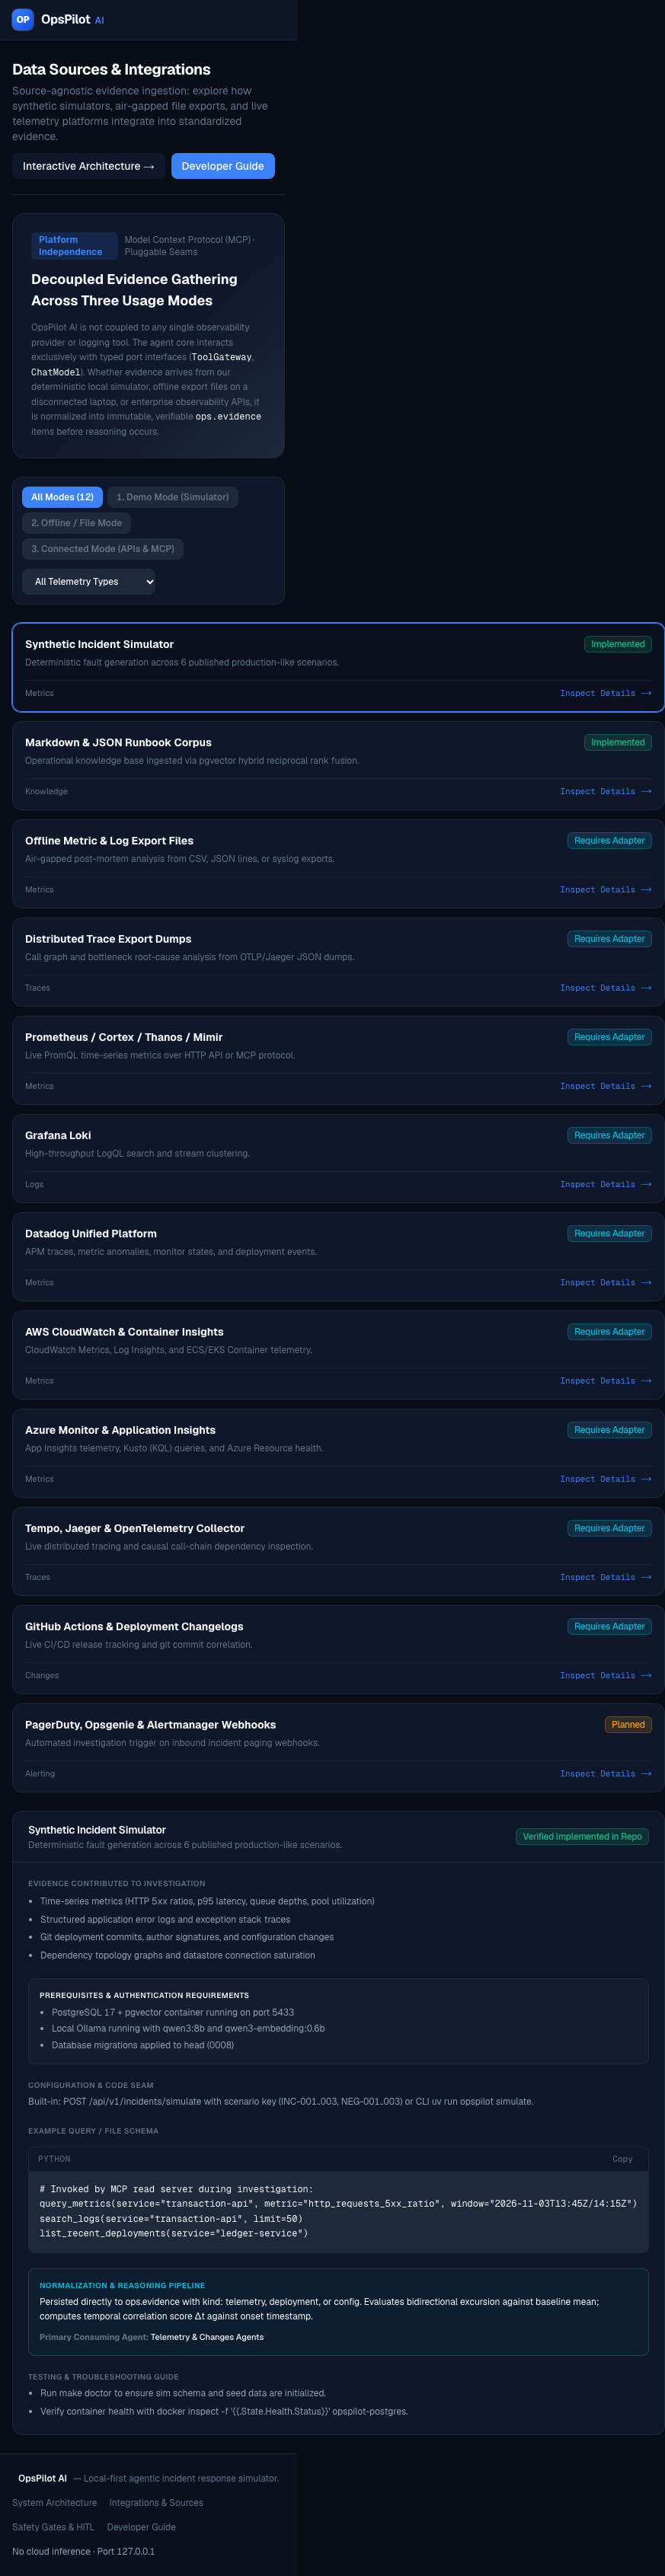 OP OpsPilot AI
Data Sources & Integrations
Source-agnostic evidence ingestion: explore how
synthetic simulators, air-gapped file exports, and live
telemetry platforms integrate into standardized
evidence.
Interactive Architecture → Developer Guide
Platform
Independence
Model Context Protocol (MCP) ·
Pluggable Seams
Decoupled Evidence Gathering
Across Three Usage Modes
OpsPilot AI is not coupled to any single observability
provider or logging tool. The agent core interacts
exclusively with typed port interfaces (ToolGateway,
ChatModel). Whether evidence arrives from our
deterministic local simulator, offline export files on a
disconnected laptop, or enterprise observability APIs, it
is normalized into immutable, verifiable ops.evidence
items before reasoning occurs.
All Modes (12) 1. Demo Mode (Simulator)
2. Offline / File Mode
3. Connected Mode (APIs & MCP)
All Telemetry Types
Synthetic Incident Simulator Implemented
Deterministic fault generation across 6 published production-like scenarios.
Metrics Inspect Details →
Markdown & JSON Runbook Corpus Implemented
Operational knowledge base ingested via pgvector hybrid reciprocal rank fusion.
Knowledge Inspect Details →
Offline Metric & Log Export Files Requires Adapter
Air-gapped post-mortem analysis from CSV, JSON lines, or syslog exports.
Metrics Inspect Details →
Distributed Trace Export Dumps Requires Adapter
Call graph and bottleneck root-cause analysis from OTLP/Jaeger JSON dumps.
Traces Inspect Details →
Prometheus / Cortex / Thanos / Mimir Requires Adapter
Live PromQL time-series metrics over HTTP API or MCP protocol.
Metrics Inspect Details →
Grafana Loki Requires Adapter
High-throughput LogQL search and stream clustering.
Logs Inspect Details →
Datadog Unified Platform Requires Adapter
APM traces, metric anomalies, monitor states, and deployment events.
Metrics Inspect Details →
AWS CloudWatch & Container Insights Requires Adapter
CloudWatch Metrics, Log Insights, and ECS/EKS Container telemetry.
Metrics Inspect Details →
Azure Monitor & Application Insights Requires Adapter
App Insights telemetry, Kusto (KQL) queries, and Azure Resource health.
Metrics Inspect Details →
Tempo, Jaeger & OpenTelemetry Collector Requires Adapter
Live distributed tracing and causal call-chain dependency inspection.
Traces Inspect Details →
GitHub Actions & Deployment Changelogs Requires Adapter
Live CI/CD release tracking and git commit correlation.
Changes Inspect Details →
PagerDuty, Opsgenie & Alertmanager Webhooks Planned
Automated investigation trigger on inbound incident paging webhooks.
Alerting Inspect Details →
Synthetic Incident Simulator
Deterministic fault generation across 6 published production-like scenarios.
Verified Implemented in Repo
EVIDENCE CONTRIBUTED TO INVESTIGATION
• Time-series metrics (HTTP 5xx ratios, p95 latency, queue depths, pool utilization)
• Structured application error logs and exception stack traces
• Git deployment commits, author signatures, and configuration changes
• Dependency topology graphs and datastore connection saturation
PREREQUISITES & AUTHENTICATION REQUIREMENTS
• PostgreSQL 17 + pgvector container running on port 5433
• Local Ollama running with qwen3:8b and qwen3-embedding:0.6b
• Database migrations applied to head (0008)
CONFIGURATION & CODE SEAM
Built-in: POST /api/v1/incidents/simulate with scenario key (INC-001..003, NEG-001..003) or CLI uv run opspilot simulate.
EXAMPLE QUERY / FILE SCHEMA
PYTHON Copy
# Invoked by MCP read server during investigation:
query_metrics(service="transaction-api", metric="http_requests_5xx_ratio", window="2026-11-03T13:45Z/14:15Z")
search_logs(service="transaction-api", limit=50)
list_recent_deployments(service="ledger-service")
NORMALIZATION & REASONING PIPELINE
Persisted directly to ops.evidence with kind: telemetry, deployment, or config. Evaluates bidirectional excursion against baseline mean;
computes temporal correlation score Δt against onset timestamp.
Primary Consuming Agent: Telemetry & Changes Agents
TESTING & TROUBLESHOOTING GUIDE
• Run make doctor to ensure sim schema and seed data are initialized.
• Verify container health with docker inspect -f '{{.State.Health.Status}}' opspilot-postgres.
OpsPilot AI — Local-first agentic incident response simulator.
System Architecture Integrations & Sources
Safety Gates & HITL Developer Guide
No cloud inference · Port 127.0.0.1